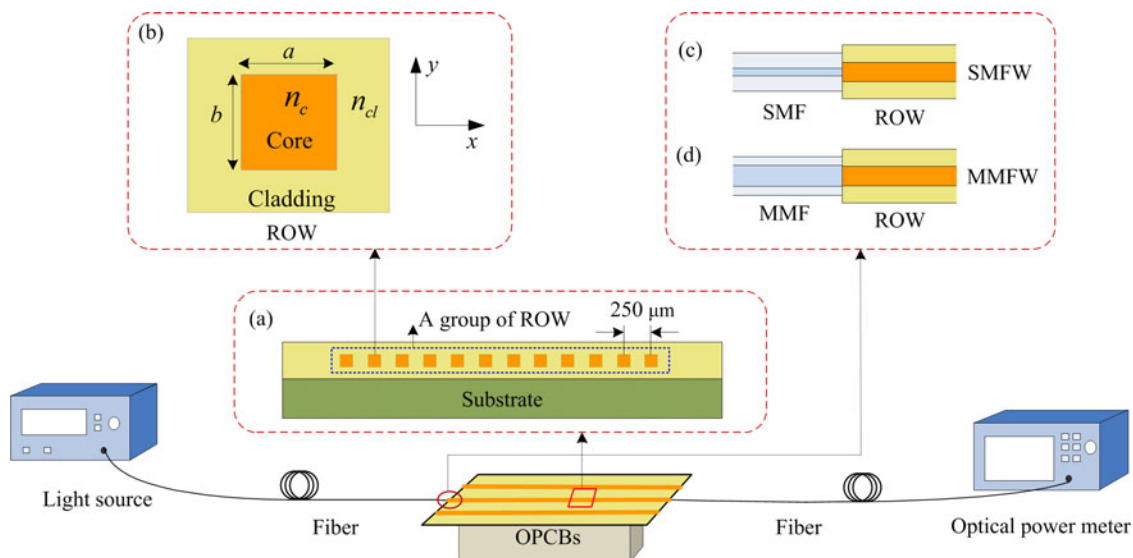 (b)
a
b
n_c
n_cl
Core
Cladding
ROW
y
x
(c)
SMFW
SMF
ROW
(d)
MMFW
MMF
ROW
(a)
A group of ROW
250 μm
Substrate
Light source
Fiber
OPCBs
Fiber
Optical power meter